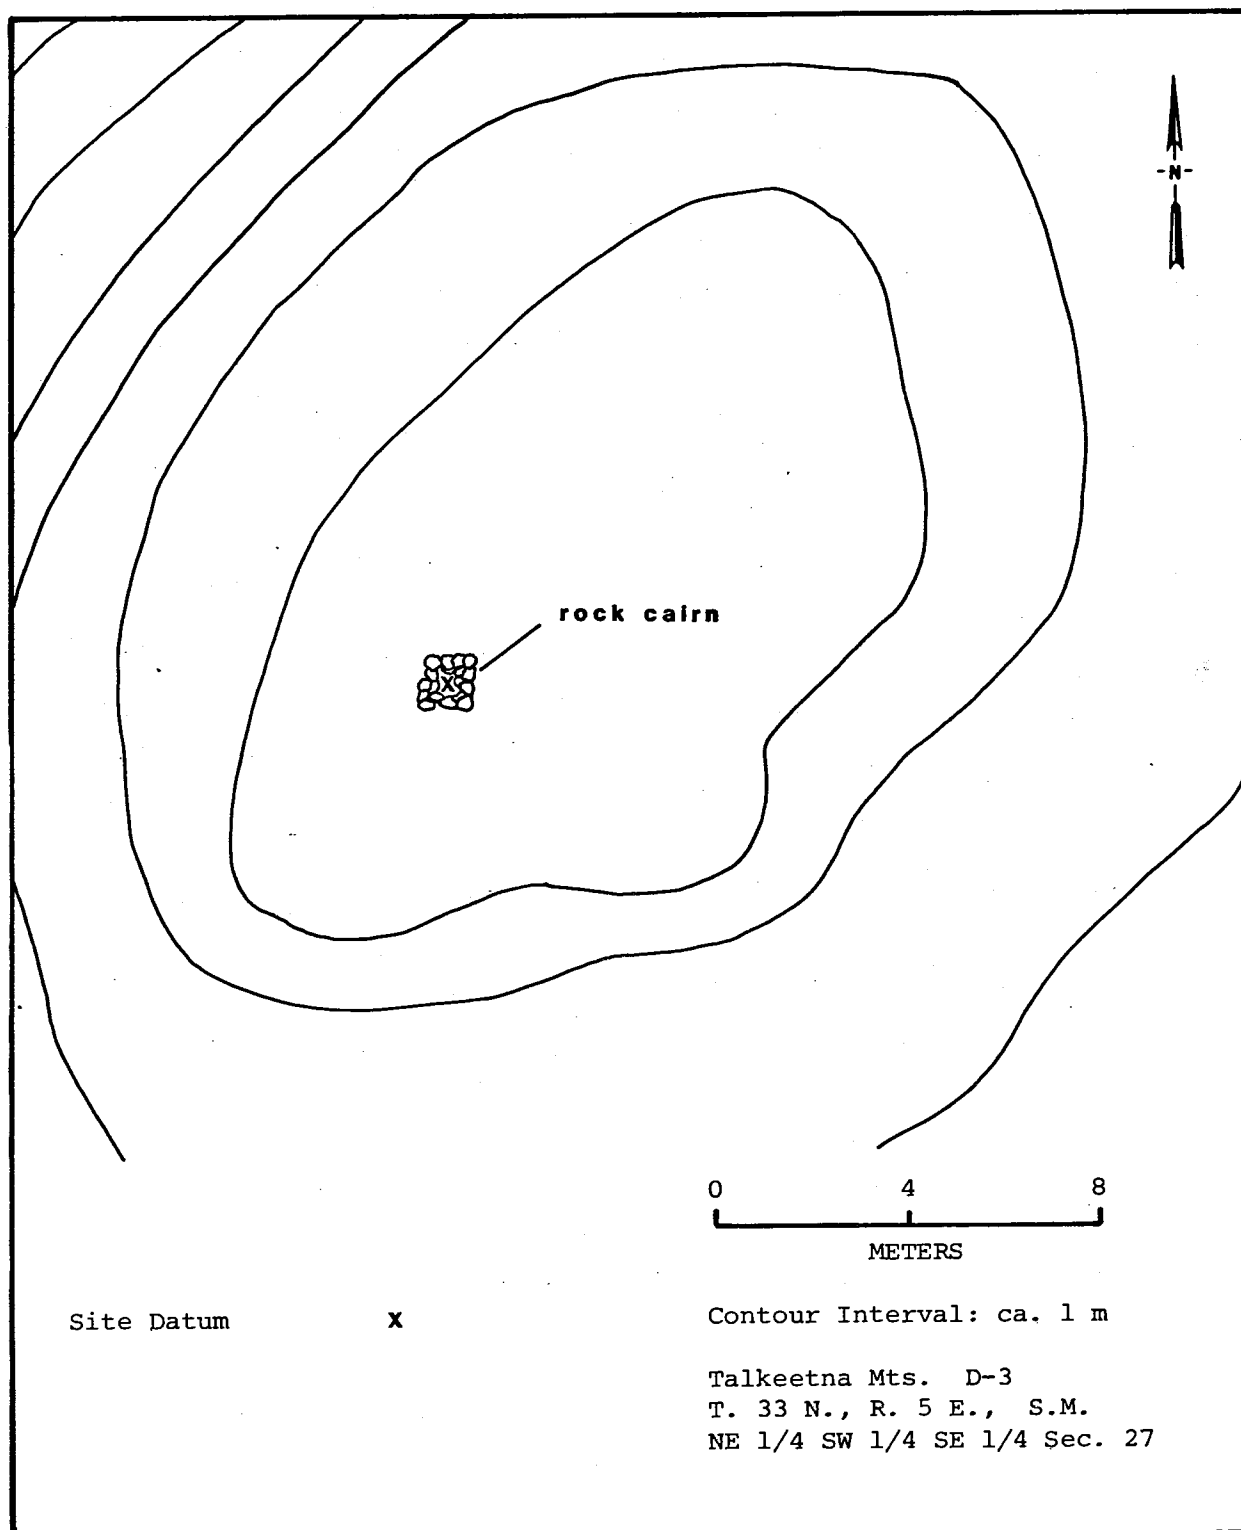 -N-
rock cairn
X
0 4 8
METERS
Site Datum X
Contour Interval: ca. 1 m
Talkeetna Mts. D-3
T. 33 N., R. 5 E., S.M.
NE 1/4 SW 1/4 SE 1/4 Sec. 27